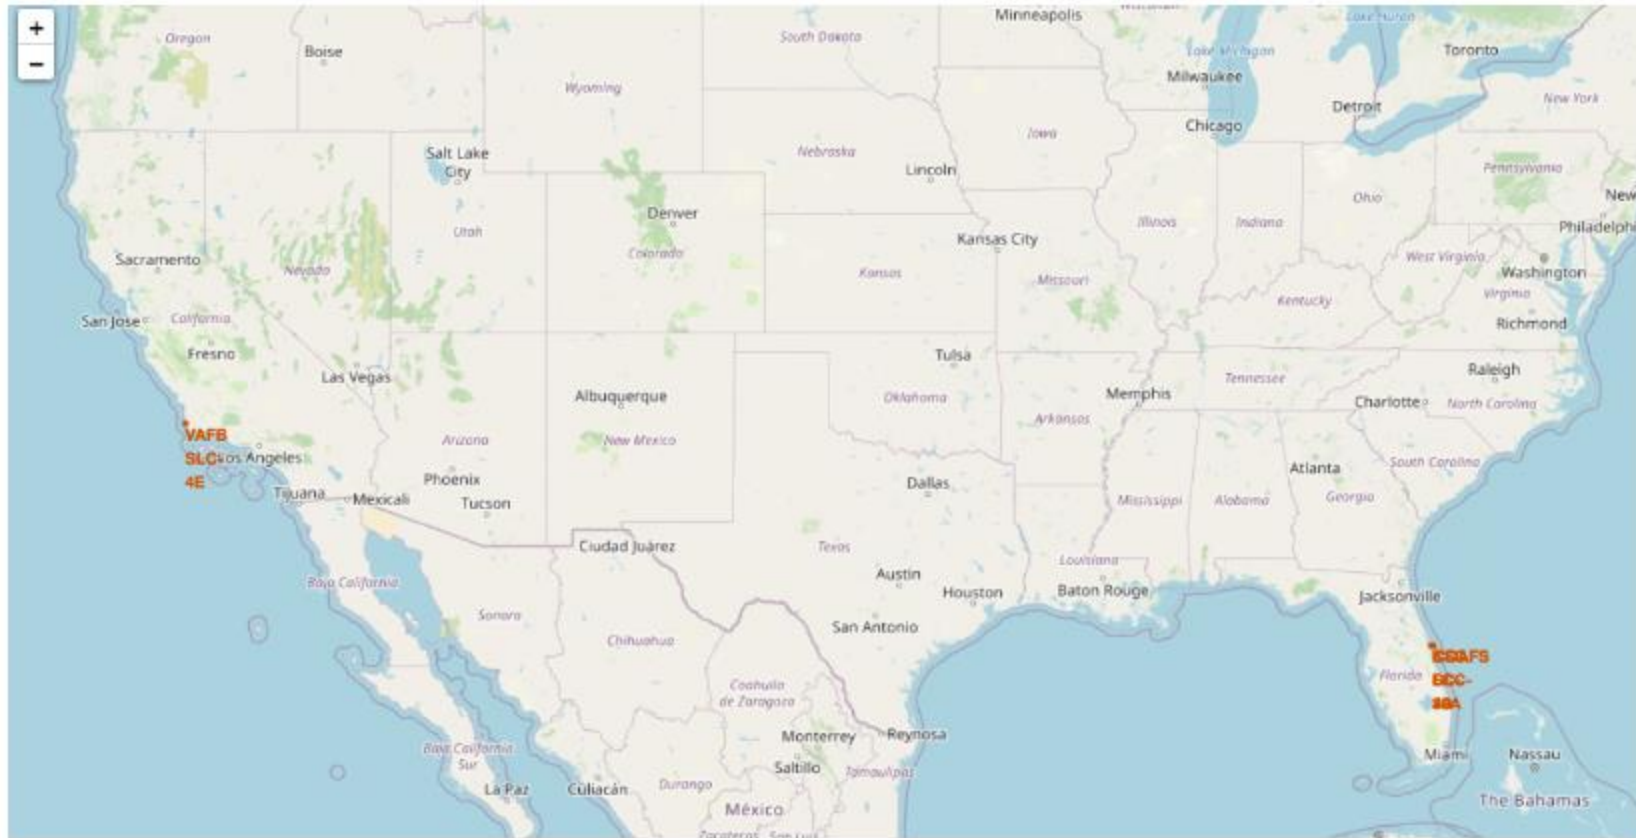 +
−
Oregon
Boise
Wyoming
South Dakota
Minneapolis
Lake Michigan
Lake Huron
Toronto
Milwaukee
Detroit
New York
Chicago
Iowa
Salt Lake
City
Nebraska
Lincoln
Pennsylvania
New
Ohio
Denver
Illinois
Indiana
Philadelph
Utah
Kansas City
Sacramento
Nevada
Colorado
Kansas
Missouri
West Virginia
Washington
Virginia
Kentucky
San Jose
California
Richmond
Fresno
Las Vegas
Tulsa
Tennessee
Raleigh
Albuquerque
Oklahoma
Memphis
Charlotte
North Carolina
Arkansas
VAFB
SLC-
4E
Los Angeles
Arizona
New Mexico
Phoenix
Tucson
Dallas
Atlanta
South Carolina
Mississippi
Alabama
Georgia
Tijuana
Mexicali
Ciudad Juárez
Texas
Louisiana
Baja California
Austin
Houston
Baton Rouge
Jacksonville
Sonora
Chihuahua
San Antonio
Florida
Coahuila
de Zaragoza
Monterrey
Reynosa
Miami
Nassau
Baja California
Sur
Saltillo
Tamaulipas
La Paz
Culiacán
Durango
México
The Bahamas
Zacatecas
San Luis